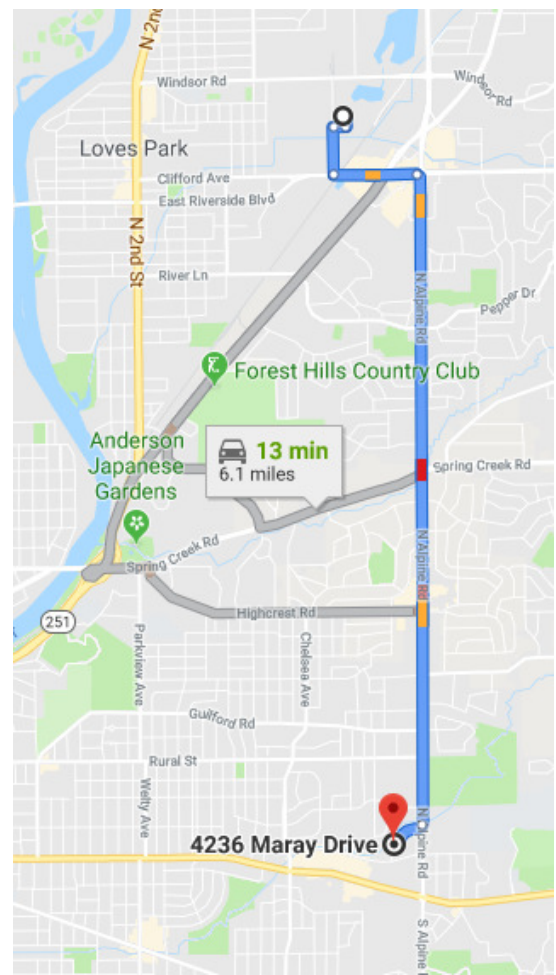 N 2nd
Windsor Rd
Windsor Rd
Loves Park
Clifford Ave
East Riverside Blvd
N 2nd St
River Ln
N Alpine Rd
Pepper Dr
Forest Hills Country Club
Anderson
Japanese
Gardens
13 min
6.1 miles
Spring Creek Rd
Spring Creek Rd
N Alpine Rd
251
Highcrest Rd
Parkview Ave
Chelsea Ave
Guilford Rd
Rural St
Welty Ave
4236 Maray Drive
N Alpine Rd
S Alpine